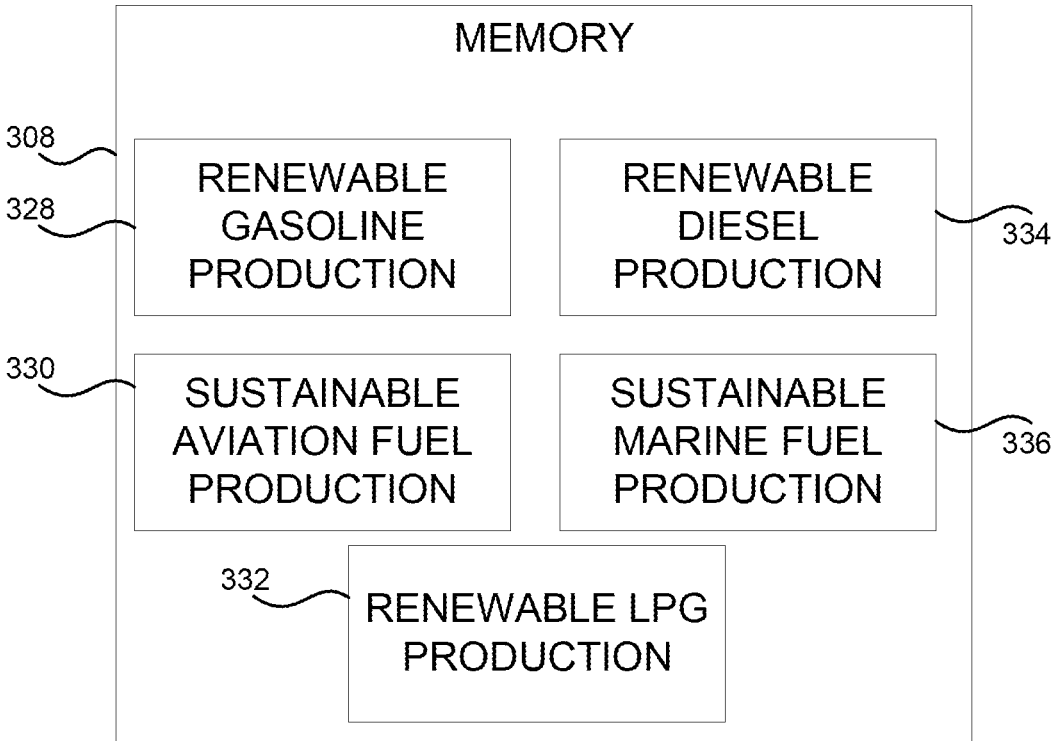 MEMORY
308
RENEWABLE
GASOLINE
PRODUCTION
328
RENEWABLE
DIESEL
PRODUCTION
334
330
SUSTAINABLE
AVIATION FUEL
PRODUCTION
SUSTAINABLE
MARINE FUEL
PRODUCTION
336
332
RENEWABLE LPG
PRODUCTION